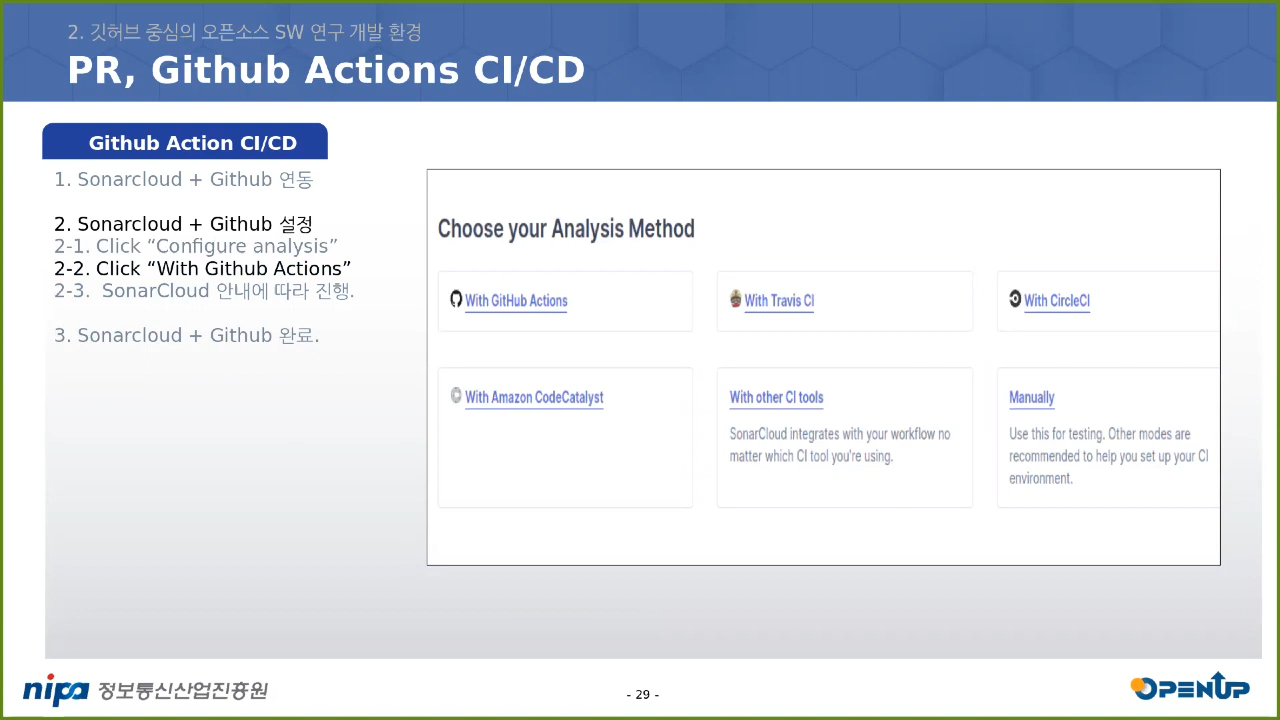 2. 깃허브 중심의 오픈소스 SW 연구 개발 환경
PR, Github Actions CI/CD
Github Action CI/CD
1. Sonarcloud + Github 연동
2. Sonarcloud + Github 설정
2-1. Click “Configure analysis”
2-2. Click “With Github Actions”
2-3.  SonarCloud 안내에 따라 진행.
3. Sonarcloud + Github 완료.
Choose your Analysis Method
With GitHub Actions
With Travis CI
With CircleCI
With Amazon CodeCatalyst
With other CI tools
SonarCloud integrates with your workflow no
matter which CI tool you're using.
Manually
Use this for testing. Other modes are
recommended to help you set up your CI
environment.
nipa 정보통신산업진흥원
- 29 -
OPENUP